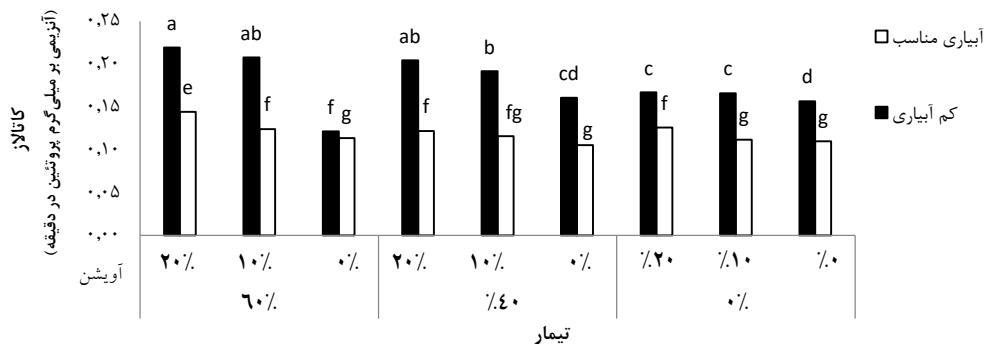 کاتالاز
(آنزیمی بر میلی‌گرم پروتئین در دقیقه)
۰,۲۵
۰,۲۰
۰,۱۵
۰,۱۰
۰,۰۵
۰,۰۰
a ab f ab b cd c c d
e f g f fg g f g g
آبیاری مناسب
کم آبیاری
آویشن
۲۰٪ ۱۰٪ ۰٪ ۲۰٪ ۱۰٪ ۰٪ ٪۲۰ ٪۱۰ ٪۰
٦۰٪ ٪٤۰ ۰٪
تیمار